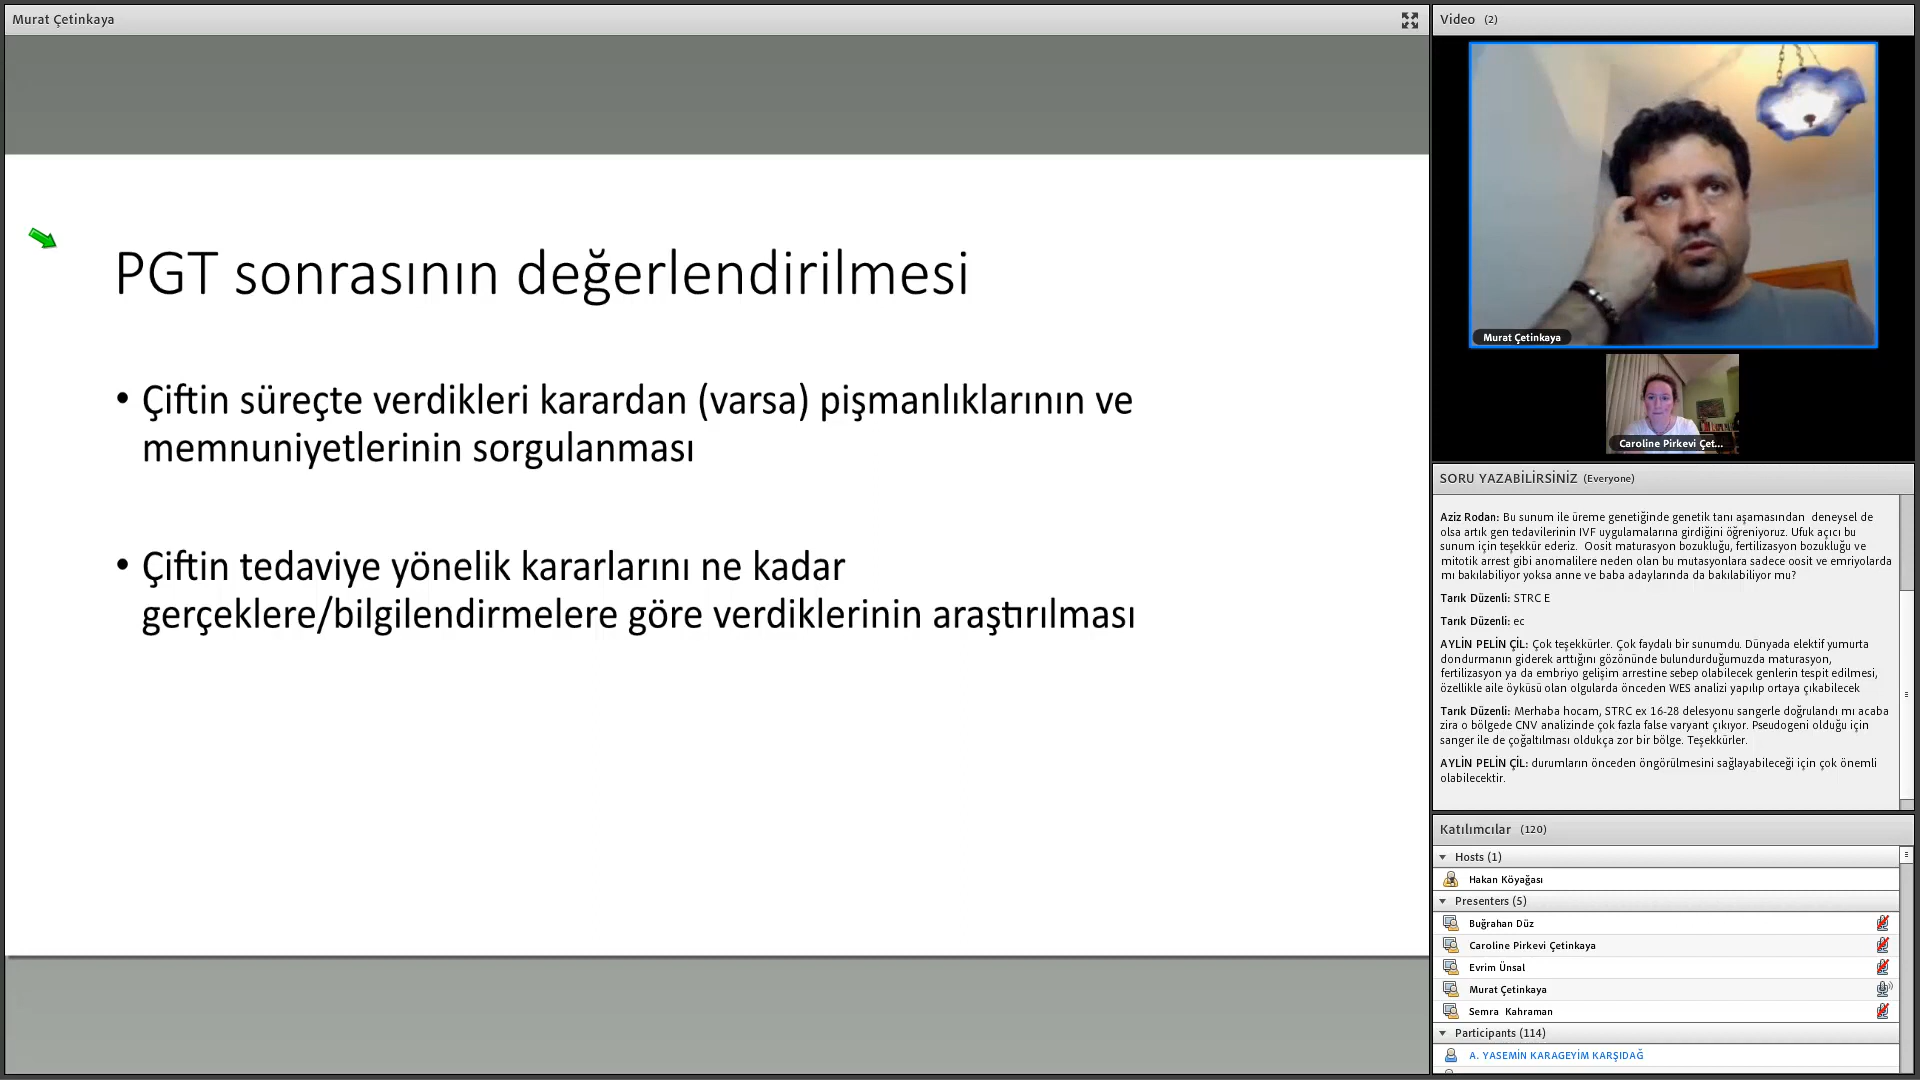 Murat Çetinkaya
PGT sonrasının değerlendirilmesi
• Çiftin süreçte verdikleri karardan (varsa) pişmanlıklarının ve
memnuniyetlerinin sorgulanması
• Çiftin tedaviye yönelik kararlarını ne kadar
gerçeklere/bilgilendirmelere göre verdiklerinin araştırılması
Video (2)
Murat Çetinkaya
Caroline Pirkevi Çet...
SORU YAZABİLİRSİNİZ (Everyone)
Aziz Rodan: Bu sunum ile üreme genetiğinde genetik tanı aşamasından deneysel de
olsa artık gen tedavilerinin IVF uygulamalarına girdiğini öğreniyoruz. Ufuk açıcı bu
sunum için teşekkür ederiz. Oosit maturasyon bozukluğu, fertilizasyon bozukluğu ve
mitotik arrest gibi anomalilere neden olan bu mutasyonlara sadece oosit ve emriyolarda
mı bakılabiliyor yoksa anne ve baba adaylarında da bakılabiliyor mu?
Tarık Düzenli: STRC E
Tarık Düzenli: ec
AYLİN PELİN ÇİL: Çok teşekkürler. Çok faydalı bir sunumdu. Dünyada elektif yumurta
dondurmanın giderek arttığını gözönünde bulundurduğumuzda maturasyon,
fertilizasyon ya da embriyo gelişim arrestine sebep olabilecek genlerin tespit edilmesi,
özellikle aile öyküsü olan olgularda önceden WES analizi yapılıp ortaya çıkabilecek
Tarık Düzenli: Merhaba hocam, STRC ex 16-28 delesyonu sangerle doğrulandı mı acaba
zira o bölgede CNV analizinde çok fazla false varyant çıkıyor. Pseudogeni olduğu için
sanger ile de çoğaltılması oldukça zor bir bölge. Teşekkürler.
AYLİN PELİN ÇİL: durumların önceden öngörülmesini sağlayabileceği için çok önemli
olabilecektir.
Katılımcılar (120)
Hosts (1)
Hakan Köyağası
Presenters (5)
Buğrahan Düz
Caroline Pirkevi Çetinkaya
Evrim Ünsal
Murat Çetinkaya
Semra Kahraman
Participants (114)
A. YASEMİN KARAGEYİM KARŞIDAĞ